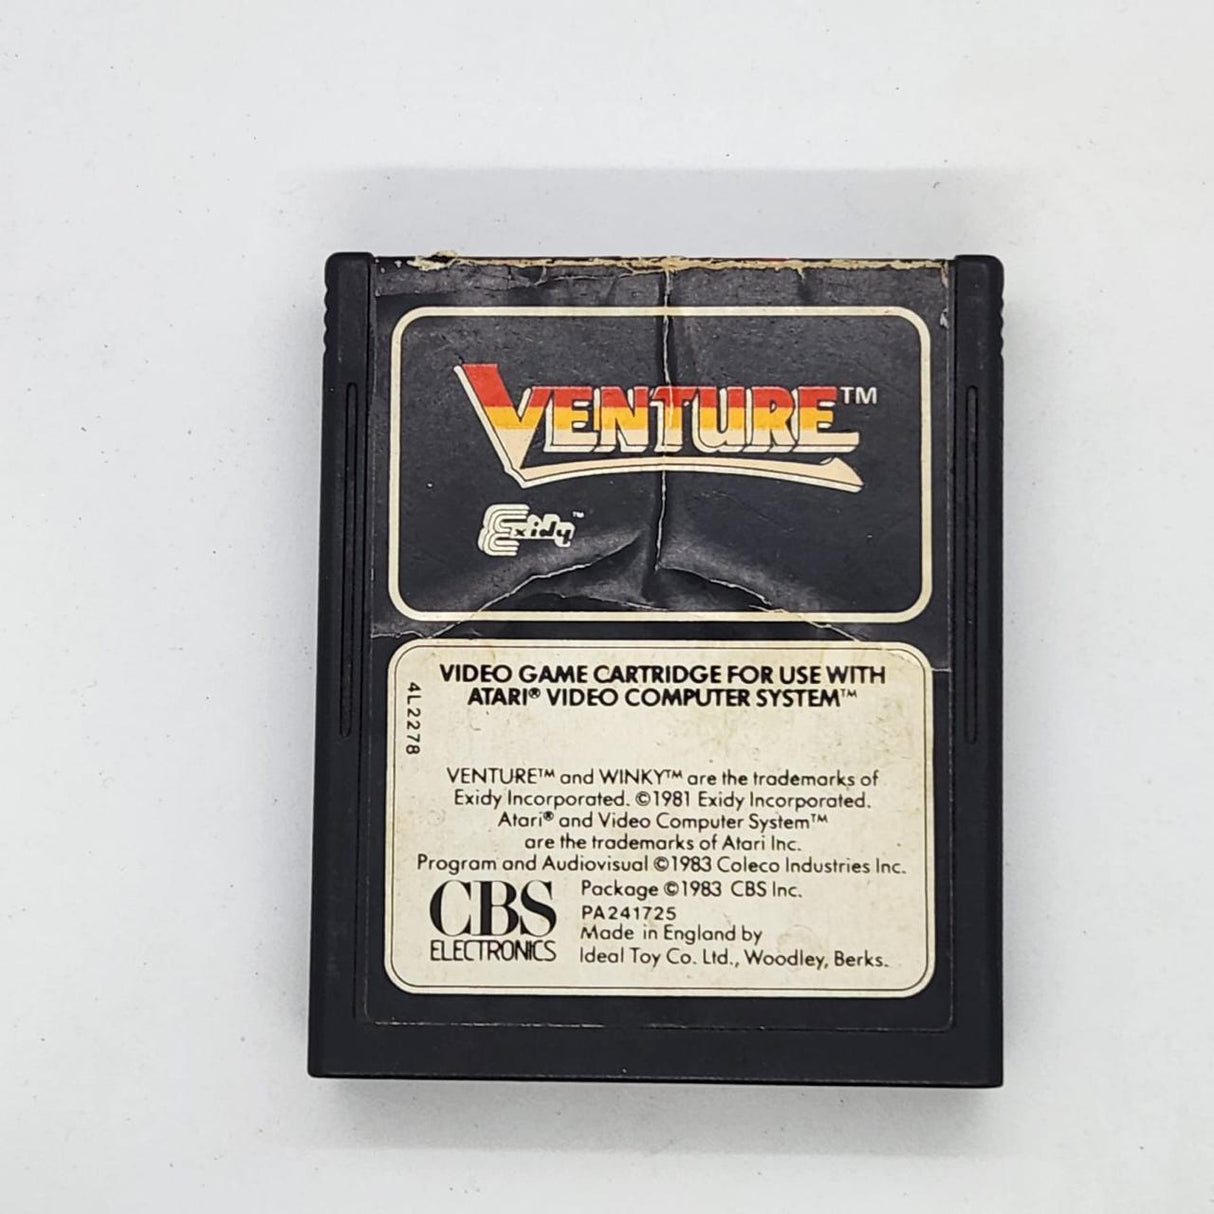 VENTURE™
Exidy™
VIDEO GAME CARTRIDGE FOR USE WITH
ATARI® VIDEO COMPUTER SYSTEM™
4L2278
VENTURE™ and WINKY™ are the trademarks of
Exidy Incorporated. ©1981 Exidy Incorporated.
Atari® and Video Computer System™
are the trademarks of Atari Inc.
Program and Audiovisual ©1983 Coleco Industries Inc.
CBS
ELECTRONICS
Package ©1983 CBS Inc.
PA241725
Made in England by
Ideal Toy Co. Ltd., Woodley, Berks.